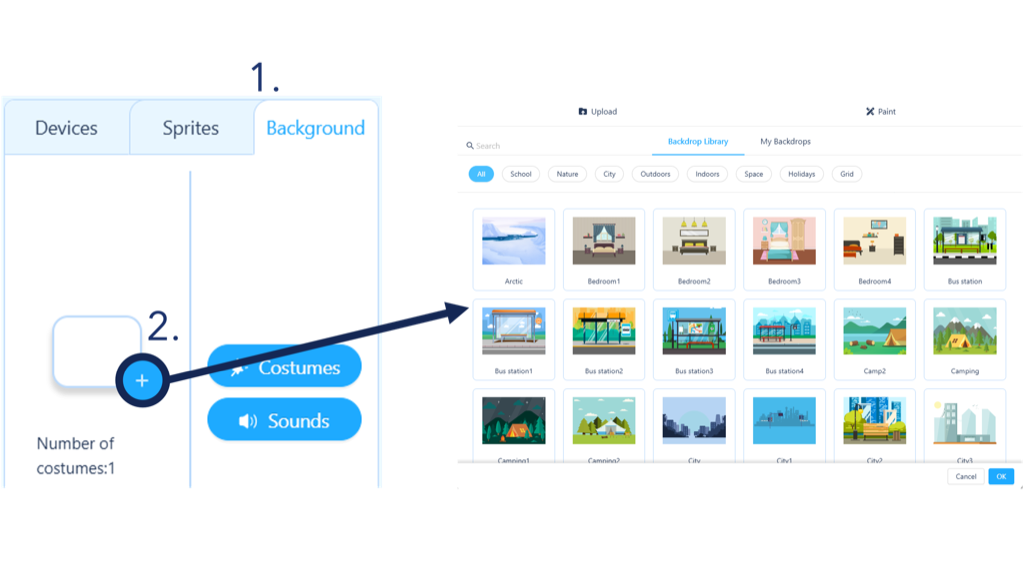 1.
Devices
Sprites
Background
2.
+
Costumes
Sounds
Number of
costumes:1
Upload
Paint
Search
Backdrop Library
My Backdrops
All
School
Nature
City
Outdoors
Indoors
Space
Holidays
Grid
Arctic
Bedroom1
Bedroom2
Bedroom3
Bedroom4
Bus station
Bus station1
Bus station2
Bus station3
Bus station4
Camp2
Camping
Camping1
Camping2
City
City1
City2
City3
Cancel
OK